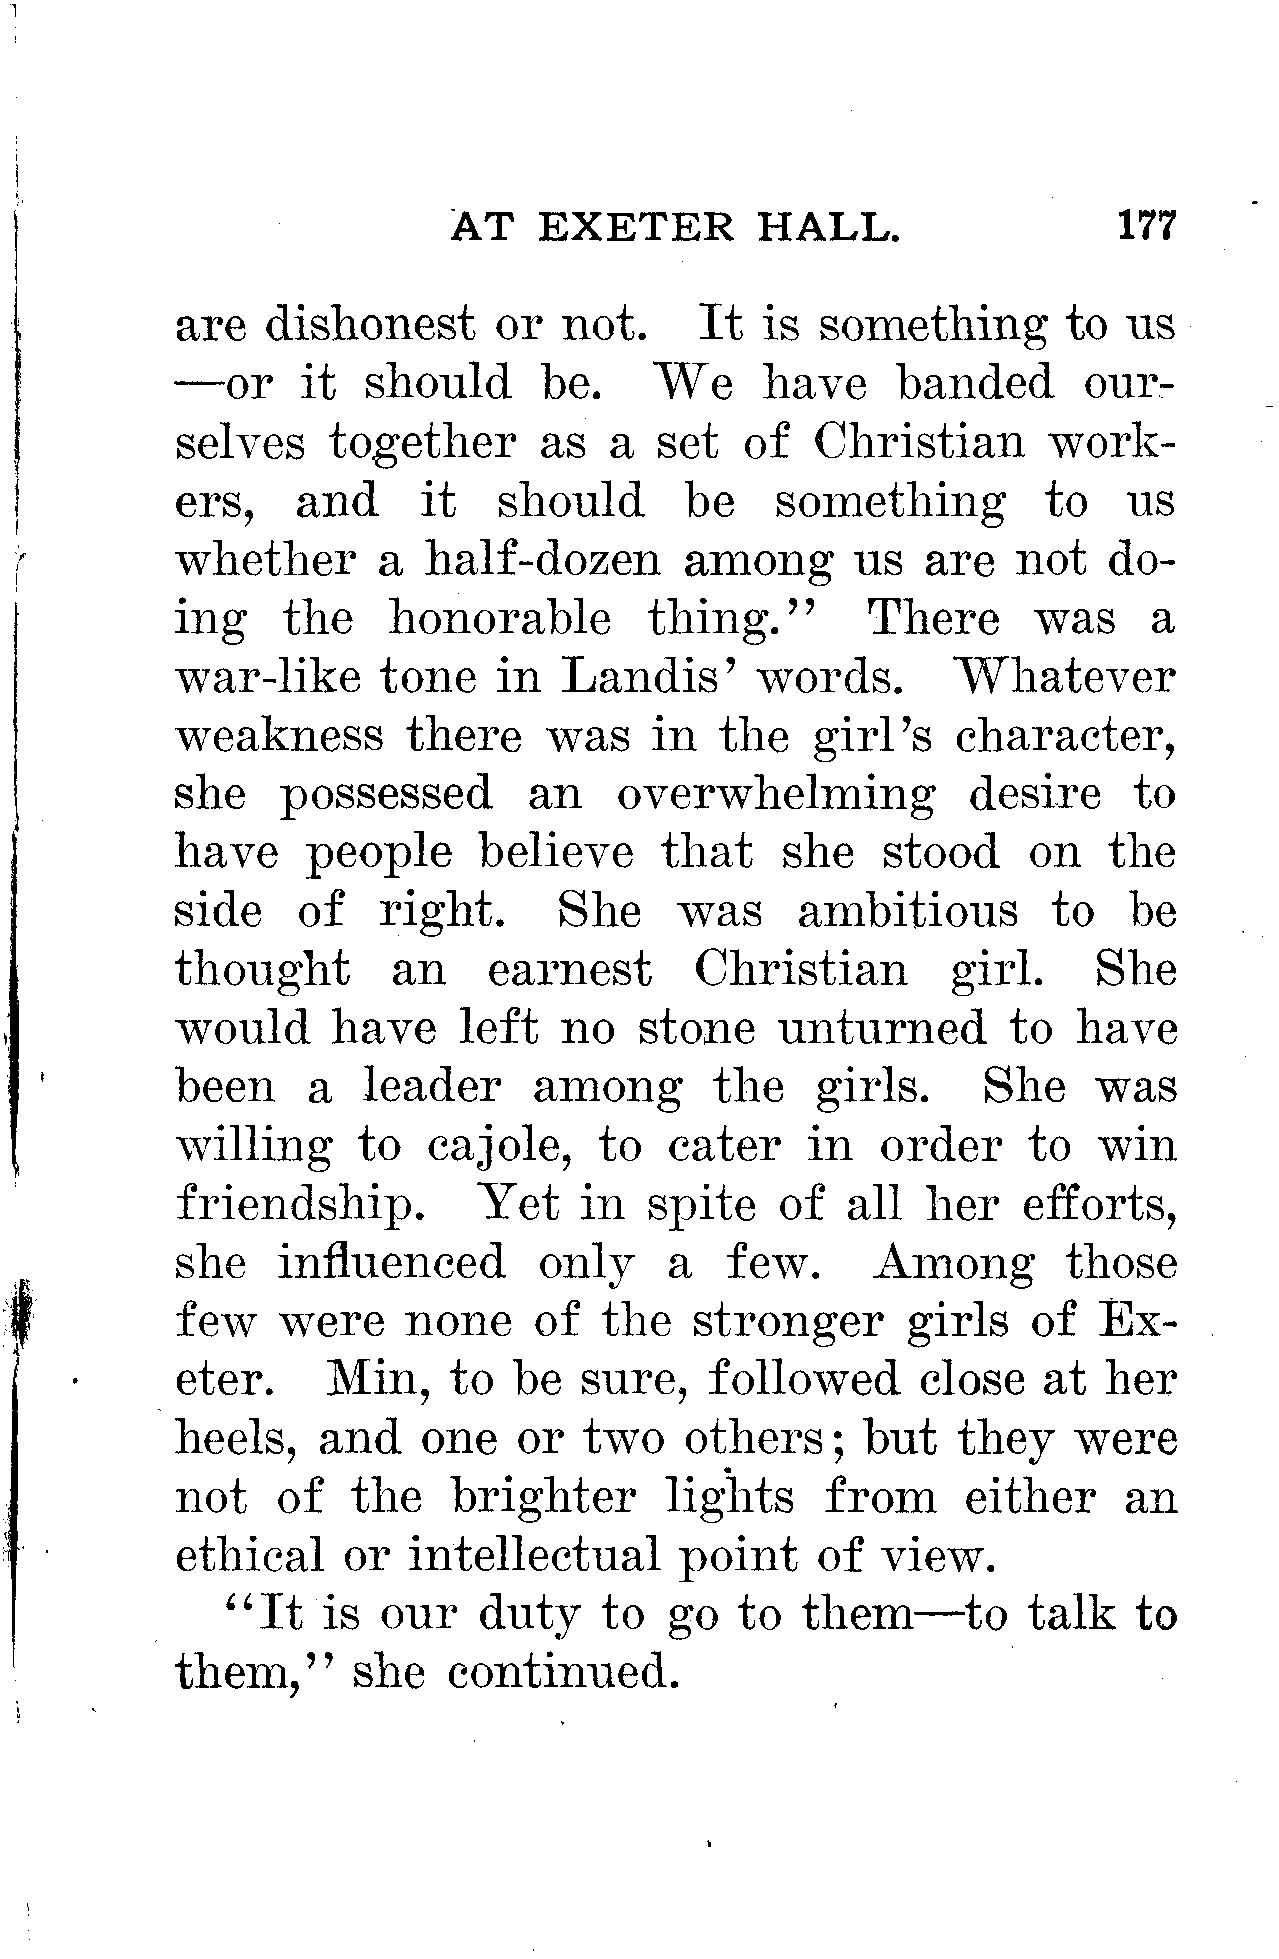 AT EXETER HALL. 177
are dishonest or not. It is something to us
—or it should be. We have banded our-
selves together as a set of Christian work-
ers, and it should be something to us
whether a half-dozen among us are not do-
ing the honorable thing.'' There was a
war-like tone in Landis' words. Whatever
weakness there was in the girl's character,
she possessed an overwhelming desire to
have people believe that she stood on the
side of right. She was ambitious to be
thought an earnest Christian girl. She
would have left no stone unturned to have
been a leader among the girls. She was
willing to cajole, to cater in order to win
friendship. Yet in spite of all her efforts,
she influenced only a few. Among those
few were none of the stronger girls of Ex-
eter. Min, to be sure, followed close at her
heels, and one or two others; but they were
not of the brighter lights from either an
ethical or intellectual point of view.
"It is our duty to go to them—to talk to
them,'' she continued.